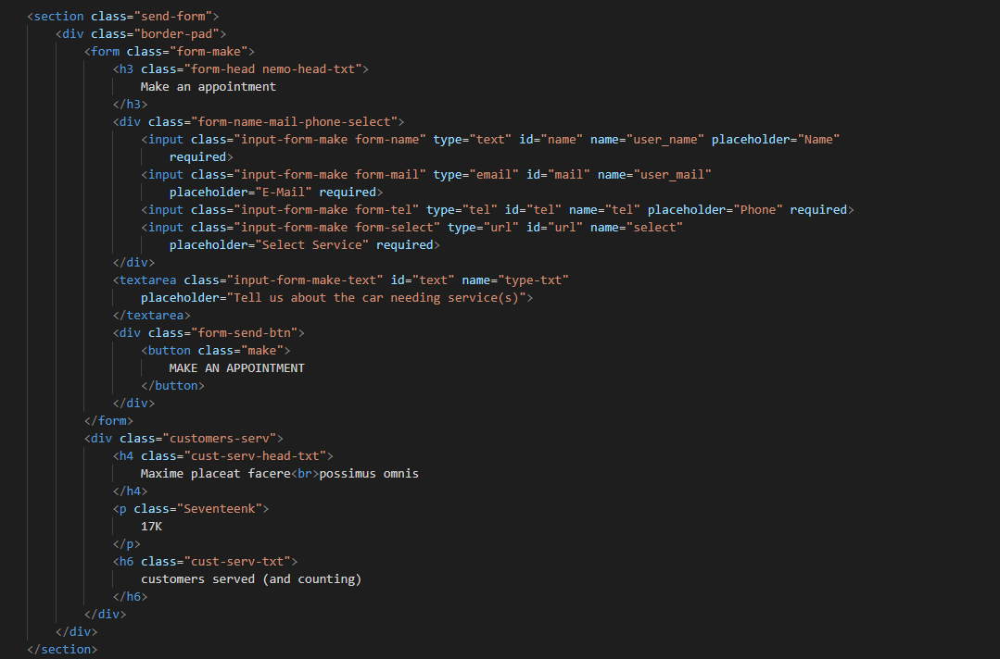 <section class="send-form">
<div class="border-pad">
<form class="form-make">
<h3 class="form-head nemo-head-txt">
Make an appointment
</h3>
<div class="form-name-mail-phone-select">
<input class="input-form-make form-name" type="text" id="name" name="user_name" placeholder="Name"
required>
<input class="input-form-make form-mail" type="email" id="mail" name="user_mail"
placeholder="E-Mail" required>
<input class="input-form-make form-tel" type="tel" id="tel" name="tel" placeholder="Phone" required>
<input class="input-form-make form-select" type="url" id="url" name="select"
placeholder="Select Service" required>
</div>
<textarea class="input-form-make-text" id="text" name="type-txt"
placeholder="Tell us about the car needing service(s)">
</textarea>
<div class="form-send-btn">
<button class="make">
MAKE AN APPOINTMENT
</button>
</div>
</form>
<div class="customers-serv">
<h4 class="cust-serv-head-txt">
Maxime placeat facere<br>possimus omnis
</h4>
<p class="Seventeenk">
17K
</p>
<h6 class="cust-serv-txt">
customers served (and counting)
</h6>
</div>
</div>
</section>